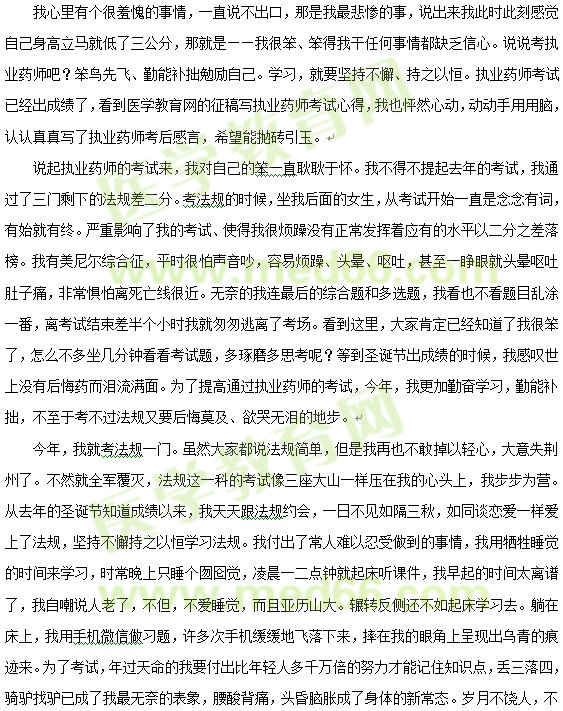 我心里有个很羞愧的事情，一直说不出口，那是我最悲惨的事，说出来我此时此刻感觉
自己身高立马就低了三公分，那就是——我很笨、笨得我干任何事情都缺乏信心。说说考执
业药师吧？笨鸟先飞、勤能补拙勉励自己。学习，就要坚持不懈、持之以恒。执业药师考试
已经出成绩了，看到医学教育网的征稿写执业药师考试心得，我也怦然心动，动动手用用脑，
认认真真写了执业药师考后感言，希望能抛砖引玉。
说起执业药师的考试来，我对自己的笨一直耿耿于怀。我不得不提起去年的考试，我通
过了三门剩下的法规差二分。考法规的时候，坐我后面的女生，从考试开始一直是念念有词，
有始就有终。严重影响了我的考试、使得我很烦躁没有正常发挥着应有的水平以二分之差落
榜。我有美尼尔综合征，平时很怕声音吵，容易烦躁、头晕、呕吐，甚至一睁眼就头晕呕吐
肚子痛，非常惧怕离死亡线很近。无奈的我连最后的综合题和多选题，我看也不看题目乱涂
一番，离考试结束差半个小时我就匆匆逃离了考场。看到这里，大家肯定已经知道了我很笨
了，怎么不多坐几分钟看看考试题，多琢磨多思考呢？等到圣诞节出成绩的时候，我感叹世
上没有后悔药而泪流满面。为了提高通过执业药师的考试，今年，我更加勤奋学习，勤能补
拙，不至于考不过法规又要后悔莫及、欲哭无泪的地步。
今年，我就考法规一门。虽然大家都说法规简单，但是我再也不敢掉以轻心，大意失荆
州了。不然就全军覆灭，法规这一科的考试像三座大山一样压在我的心头上，我步步为营。
从去年的圣诞节知道成绩以来，我天天跟法规约会，一日不见如隔三秋，如同谈恋爱一样爱
上了法规，坚持不懈持之以恒学习法规。我付出了常人难以忍受做到的事情，我用牺牲睡觉
的时间来学习，时常晚上只睡个囫囵觉，凌晨一二点钟就起床听课件，我早起的时间太离谱
了，我自嘲说人老了，不但，不爱睡觉，而且亚历山大。辗转反侧还不如起床学习去。躺在
床上，我用手机微信做习题，许多次手机缓缓地飞落下来，摔在我的眼角上呈现出乌青的痕
迹来。为了考试，年过天命的我要付出比年轻人多千万倍的努力才能记住知识点，丢三落四，
骑驴找驴已成了我最无奈的表象，腰酸背痛，头昏脑胀成了身体的新常态。岁月不饶人，不
医学教育网
www.med66.com
医学教育网
www.med66.com